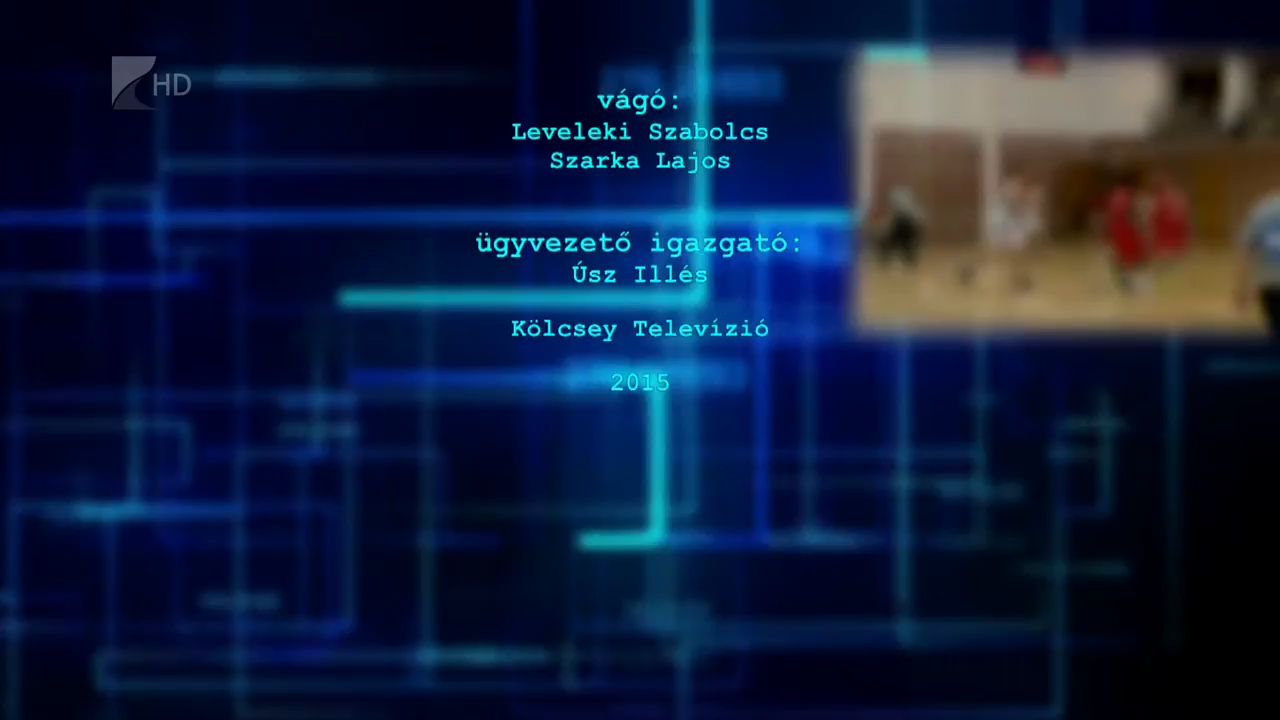 HD
vágó:
Leveleki Szabolcs
Szarka Lajos
ügyvezető igazgató:
Úsz Illés
Kölcsey Televízió
2015